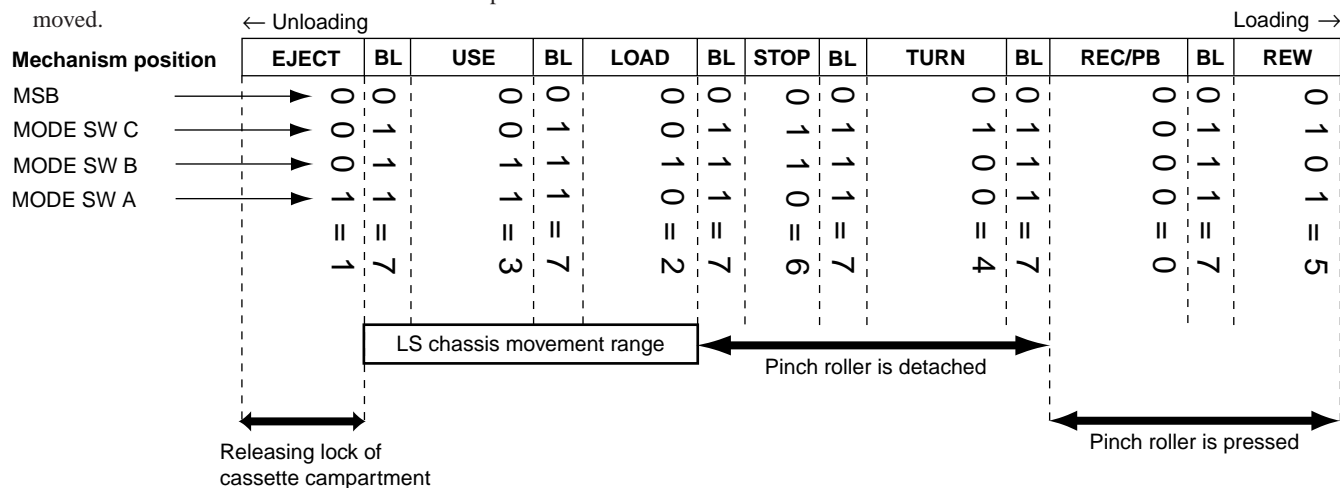 moved.
← Unloading Loading →
Mechanism position EJECT BL USE BL LOAD BL STOP BL TURN BL REC/PB BL REW
MSB 0 0 0 0 0 0 0 0 0 0 0 0 0
MODE SW C 0 1 0 1 0 1 1 1 1 1 0 1 1
MODE SW B 0 1 1 1 1 1 1 1 0 1 0 1 0
MODE SW A 1 1 1 1 0 1 0 1 0 1 0 1 1
= = = = = = = = = = = = =
1 7 3 7 2 7 6 7 4 7 0 7 5
LS chassis movement range
Pinch roller is detached
Releasing lock of
cassette campartment
Pinch roller is pressed